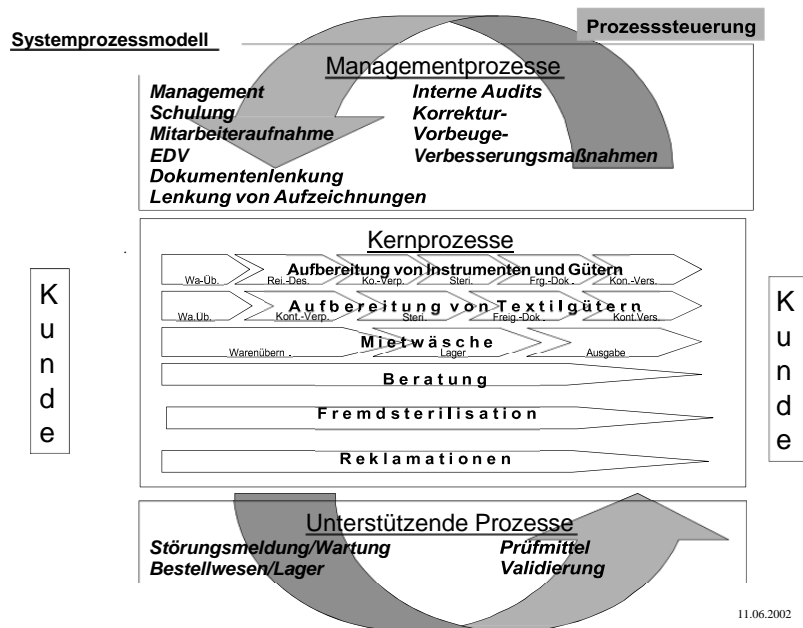 Systemprozessmodell
Prozesssteuerung
Managementprozesse
Management
Schulung
Mitarbeiteraufnahme
EDV
Dokumentenlenkung
Lenkung von Aufzeichnungen
Interne Audits
Korrektur-
Vorbeuge-
Verbesserungsmaßnahmen
Kunde
Kernprozesse
Aufbereitung von Instrumenten und Gütern
Wa-Üb. Rei.-Des. Ko.-Verp. Steri. Frg.-Dok. Kon.-Vers.
Aufbereitung von Textilgütern
Wa.Üb. Kont.-Verp. Steri. Freig.-Dok. Kont.Vers.
Mietwäsche
Warenübern. Lager Ausgabe
Beratung
Fremdsterilisation
Reklamationen
Kunde
Unterstützende Prozesse
Störungsmeldung/Wartung
Bestellwesen/Lager
Prüfmittel
Validierung
11.06.2002